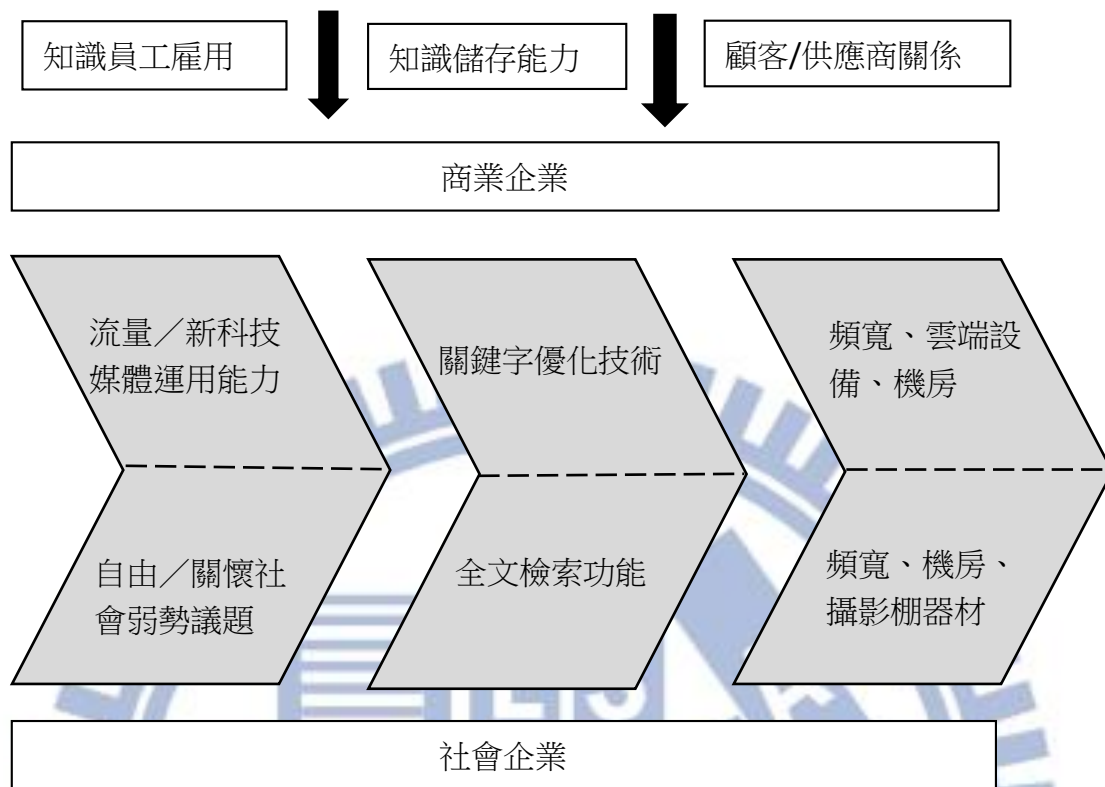 知識員工雇用
知識儲存能力
顧客/供應商關係
商業企業
流量／新科技
媒體運用能力
關鍵字優化技術
頻寬、雲端設
備、機房
自由／關懷社
會弱勢議題
全文檢索功能
頻寬、機房、
攝影棚器材
社會企業